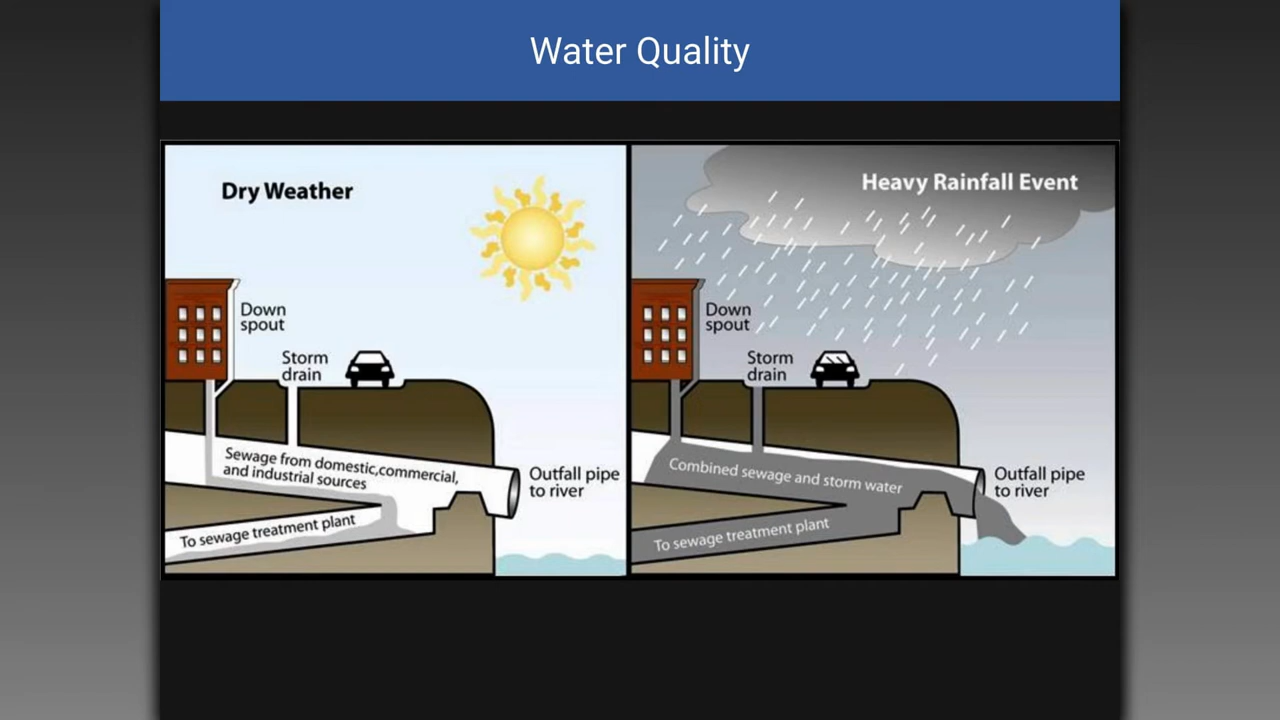 Water Quality
Dry Weather
Down
spout
Storm
drain
Sewage from domestic,commercial,
and industrial sources
To sewage treatment plant
Outfall pipe
to river
Heavy Rainfall Event
Down
spout
Storm
drain
Combined sewage and storm water
To sewage treatment plant
Outfall pipe
to river